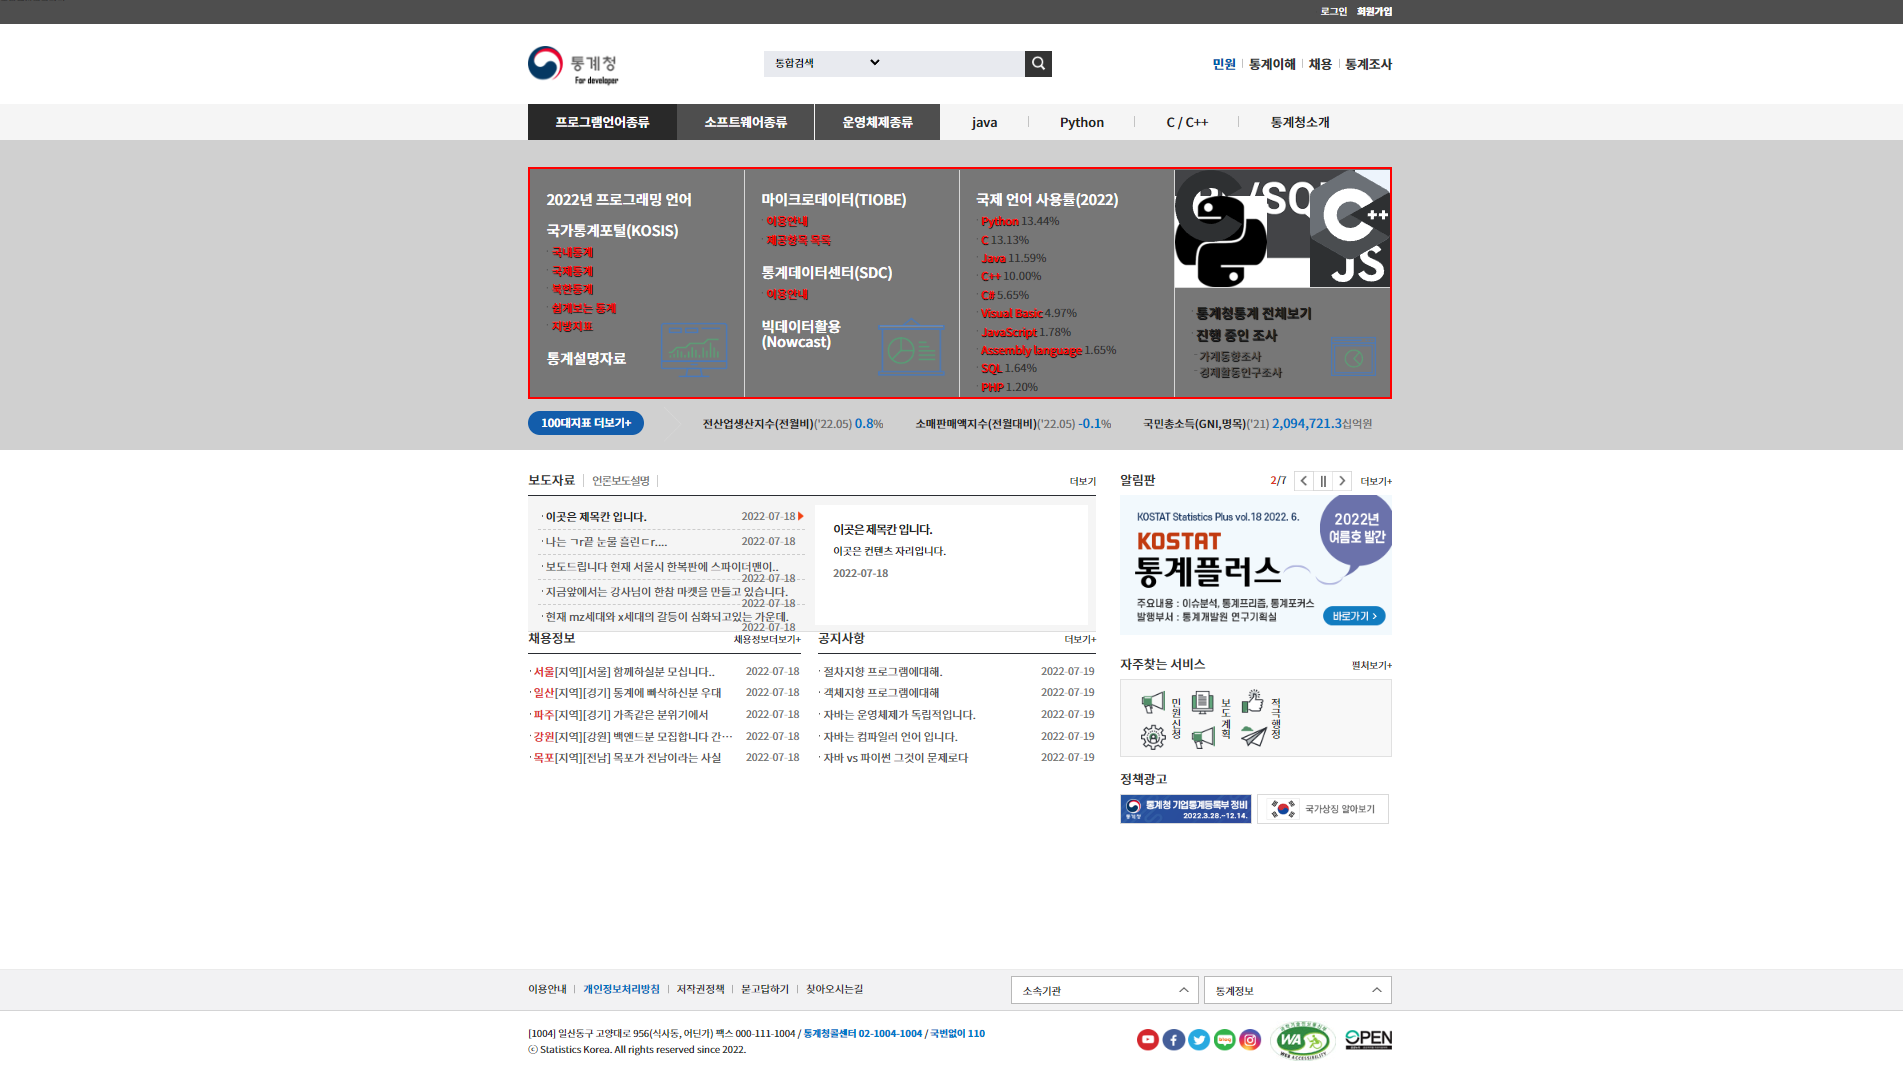 로그인 회원가입
통계청
For developer
통합검색
민원 통계이해 채용 통계조사
프로그램언어종류 소프트웨어종류 운영체제종류 java Python C / C++ 통계청소개
2022년 프로그래밍 언어
국가통계포털(KOSIS)
국내통계
국제통계
북한통계
쉽게보는 통계
지방지표
통계설명자료
마이크로데이터(TIOBE)
이용안내
제공항목 목록
통계데이터센터(SDC)
이용안내
빅데이터활용
(Nowcast)
국제 언어 사용률(2022)
Python 13.44%
C 13.13%
Java 11.59%
C++ 10.00%
C# 5.65%
Visual Basic 4.97%
JavaScript 1.78%
Assembly language 1.65%
SQL 1.64%
PHP 1.20%
C ++
JS
통계청통계 전체보기
진행 중인 조사
가계동향조사
경제활동연구조사
100대지표 더보기+
전산업생산지수(전월비)('22.05) 0.8%
소매판매액지수(전월대비)('22.05) -0.1%
국민총소득(GNI,명목)('21) 2,094,721.3십억원
보도자료 언론보도설명 더보기
이곳은 제목칸 입니다. 2022-07-18
나는 ㄱr끝 눈물 흘린ㄷr.... 2022-07-18
보도드립니다 현재 서울시 한복판에 스파이더맨이..
2022-07-18
지금앞에서는 강사님이 한참 마켓을 만들고 있습니다.
2022-07-18
현재 mz세대와 x세대의 갈등이 심화되고있는 가운데.
2022-07-18
이곳은 제목칸 입니다.
이곳은 컨텐츠 자리입니다.
2022-07-18
채용정보 채용정보더보기+
서울[지역][서울] 함께하실분 모십니다.. 2022-07-18
일산[지역][경기] 통계에 빠삭하신분 우대 2022-07-18
파주[지역][경기] 가족같은 분위기에서 2022-07-18
강원[지역][강원] 백엔드분 모집합니다 간… 2022-07-18
목포[지역][전남] 목포가 전남이라는 사실 2022-07-18
공지사항 더보기+
절차지향 프로그램에대해. 2022-07-19
객체지향 프로그램에대해 2022-07-19
자바는 운영체제가 독립적입니다. 2022-07-19
자바는 컴파일러 언어 입니다. 2022-07-19
자바 vs 파이썬 그것이 문제로다 2022-07-19
알림판 2/7 더보기+
KOSTAT Statistics Plus vol.18 2022. 6.
KOSTAT
통계플러스
2022년
여름호 발간
주요내용 : 이슈분석, 통계프리즘, 통계포커스
발행부서 : 통계개발원 연구기획실
바로가기 >
자주찾는 서비스 펼쳐보기+
민원신청
보도계획
적극행정
정책광고
통계청 기업통계등록부 정비
2022.3.28.~12.14.
통계청
국가상징 알아보기
이용안내 개인정보처리방침 저작권정책 묻고답하기 찾아오시는길
소속기관
통계정보
[1004] 일산동구 고양대로 956(식사동, 어딘가) 팩스 000-111-1004 / 통계청콜센터 02-1004-1004 / 국번없이 110
ⓒ Statistics Korea. All rights reserved since 2022.
WA
WEB ACCESSIBILITY
OPEN